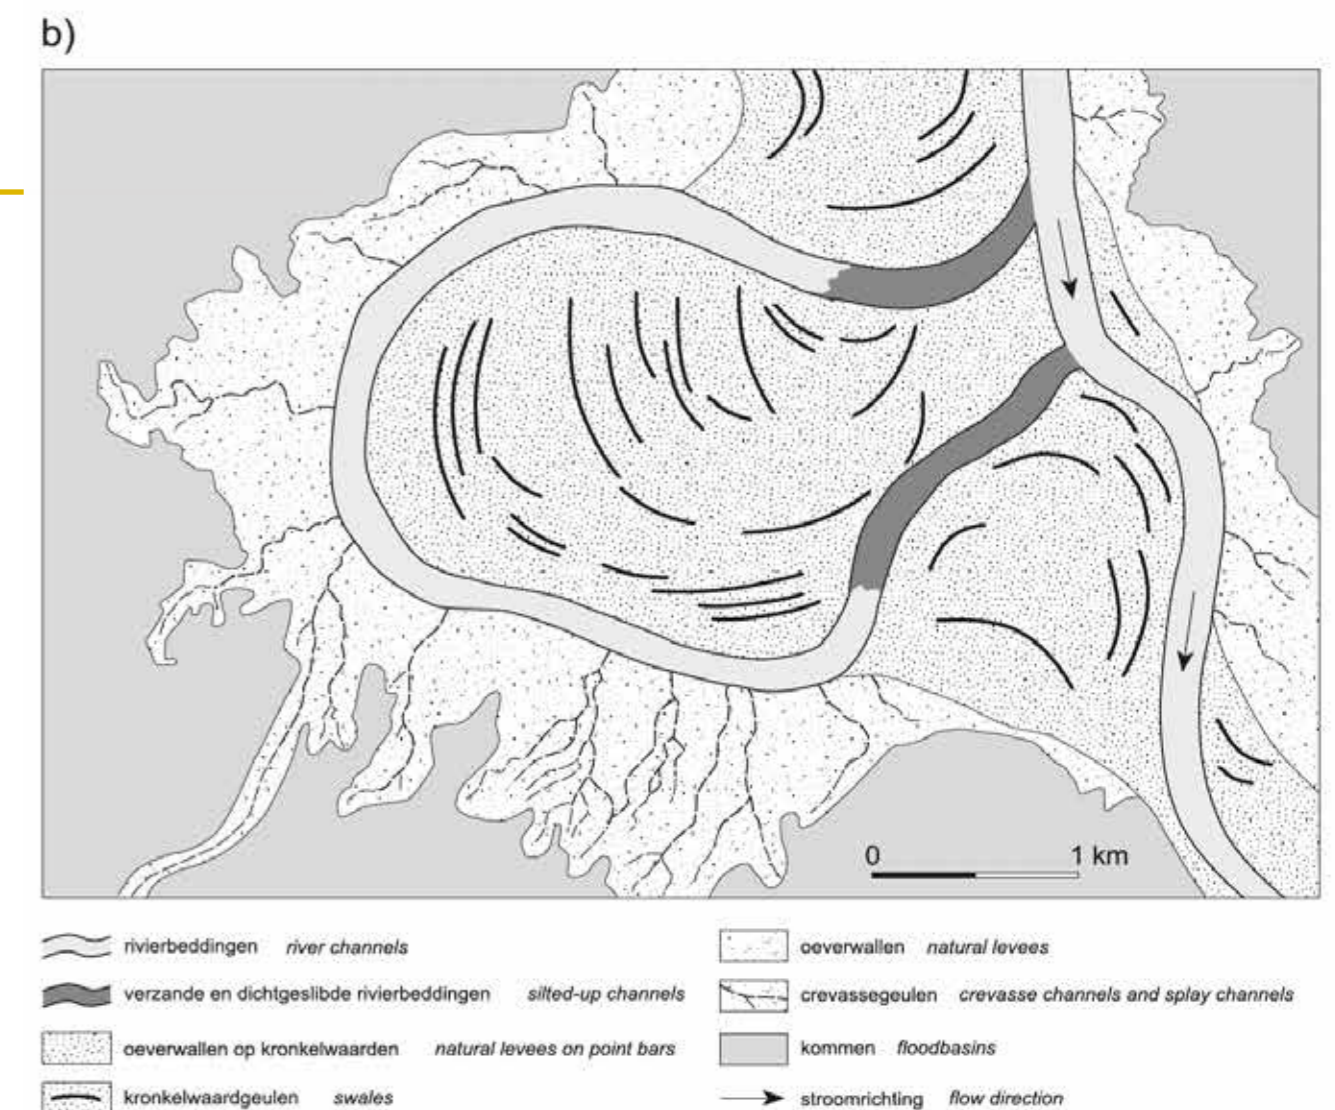 b)
0 1 km
rivierbeddingen river channels
verzande en dichtgeslibde rivierbeddingen silted-up channels
oeverwallen op kronkelwaarden natural levees on point bars
kronkelwaardgeulen swales
oeverwallen natural levees
crevassegeulen crevasse channels and splay channels
kommen floodbasins
stroomrichting flow direction